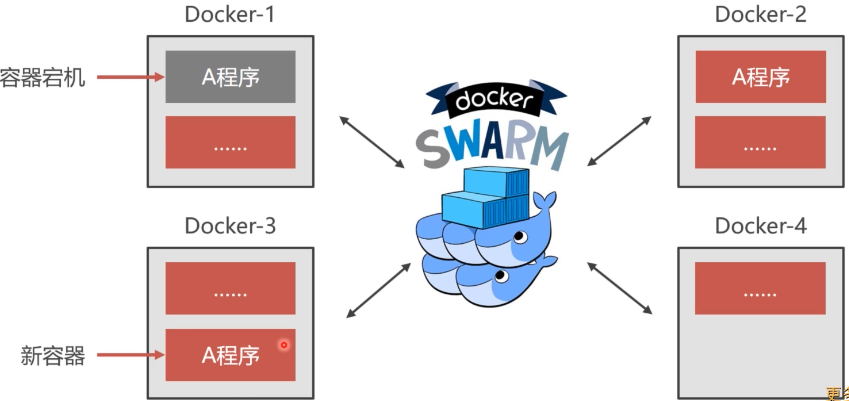 Docker-1
Docker-2
容器宕机
A程序
A程序
......
......
docker
SWARM
Docker-3
Docker-4
......
......
新容器
A程序